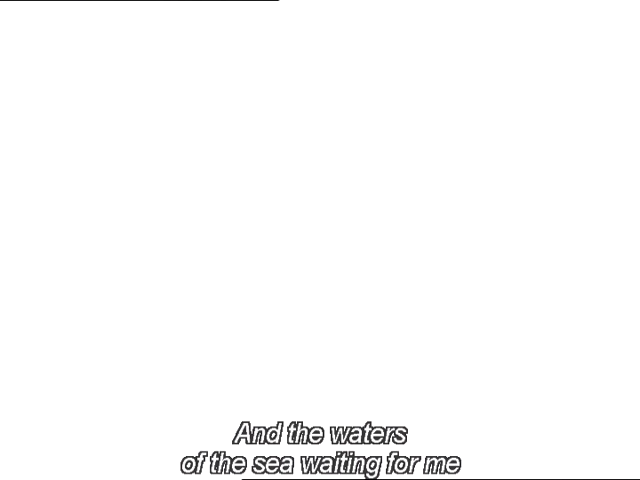 And the waters
of the sea waiting for me